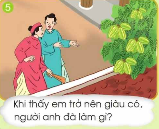 5
Khi thấy em trở nên giàu có,
người anh đã làm gì?